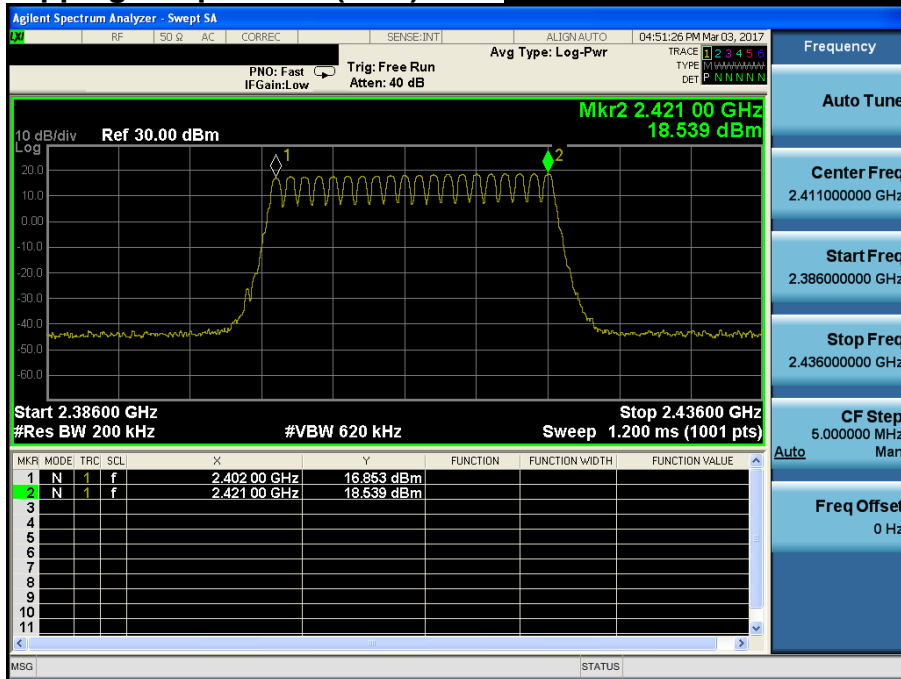 Agilent Spectrum Analyzer - Swept SA
LXI RF 50 Ω AC CORREC SENSE:INT ALIGN AUTO 04:51:26 PM Mar 03, 2017
Avg Type: Log-Pwr TRACE 1 2 3 4 5 6
PNO: Fast Trig: Free Run TYPE M
IFGain:Low Atten: 40 dB DET P N N N N N
Frequency
Mkr2 2.421 00 GHz
10 dB/div Ref 30.00 dBm 18.539 dBm
Log
1
2
20.0
10.0
0.00
-10.0
-20.0
-30.0
-40.0
-50.0
-60.0
Start 2.38600 GHz Stop 2.43600 GHz
#Res BW 200 kHz #VBW 620 kHz Sweep 1.200 ms (1001 pts)
MKR MODE TRC SCL X Y FUNCTION FUNCTION WIDTH FUNCTION VALUE
1 N 1 f 2.402 00 GHz 16.853 dBm
2 N 1 f 2.421 00 GHz 18.539 dBm
3
4
5
6
7
8
9
10
11
MSG STATUS
Auto Tune
Center Freq
2.411000000 GHz
Start Freq
2.386000000 GHz
Stop Freq
2.436000000 GHz
CF Step
5.000000 MHz
Auto Man
Freq Offset
0 Hz